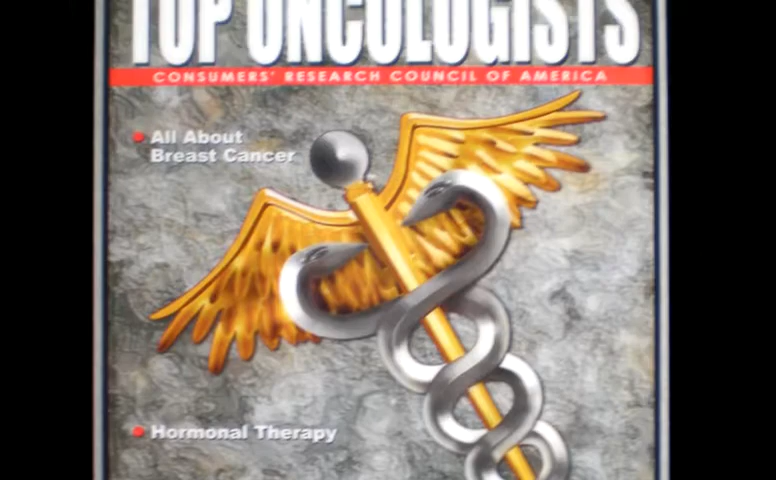 TOP ONCOLOGISTS
CONSUMERS' RESEARCH COUNCIL OF AMERICA
All About
Breast Cancer
Hormonal Therapy